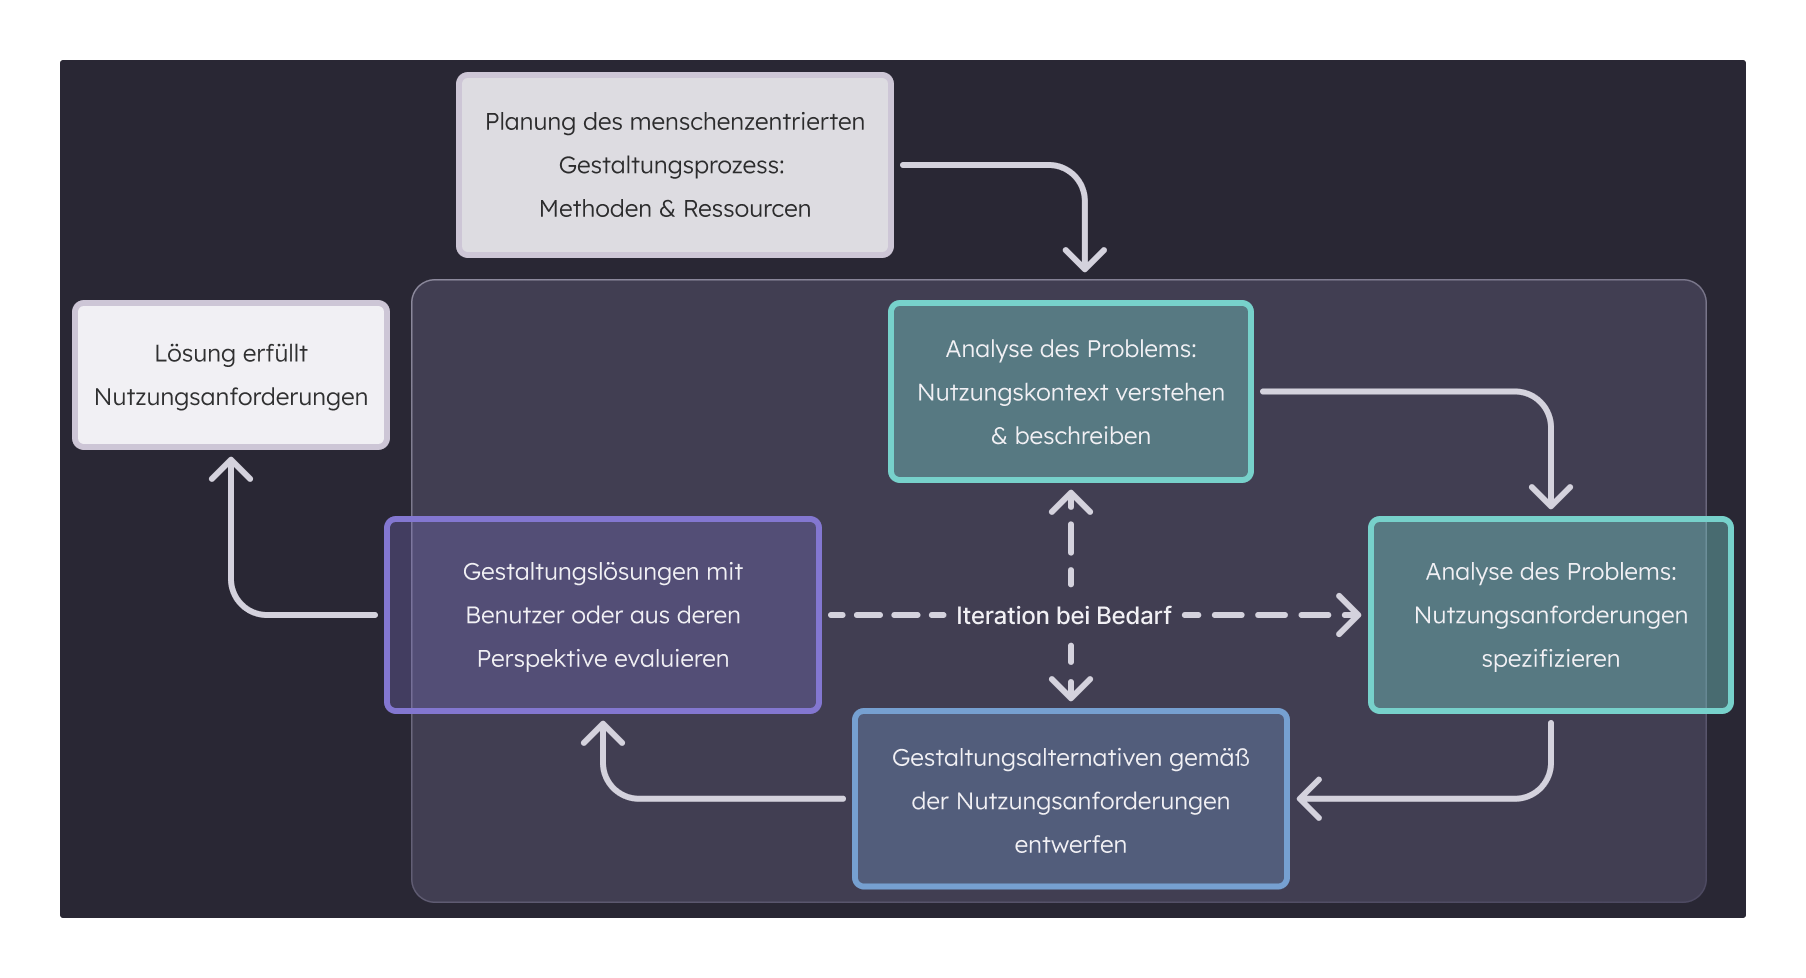 Planung des menschenzentrierten
Gestaltungsprozess:
Methoden & Ressourcen
Lösung erfüllt
Nutzungsanforderungen
Analyse des Problems:
Nutzungskontext verstehen
& beschreiben
Gestaltungslösungen mit
Benutzer oder aus deren
Perspektive evaluieren
Iteration bei Bedarf
Analyse des Problems:
Nutzungsanforderungen
spezifizieren
Gestaltungsalternativen gemäß
der Nutzungsanforderungen
entwerfen